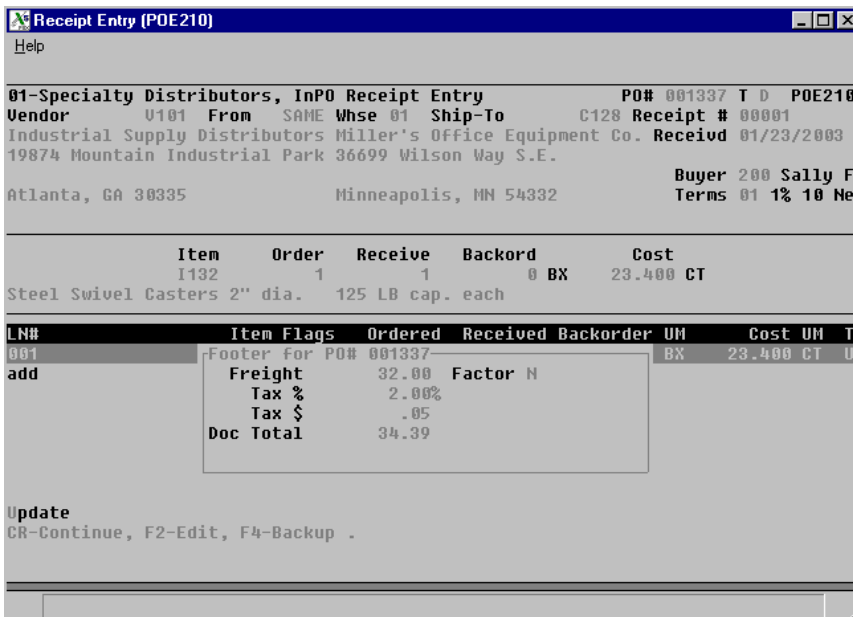 Receipt Entry (POE210)
Help
01-Specialty Distributors, InPO Receipt Entry PO# 001337 T D POE210
Vendor V101 From SAME Whse 01 Ship-To C128 Receipt # 00001
Industrial Supply Distributors Miller's Office Equipment Co. Receivd 01/23/2003
19874 Mountain Industrial Park 36699 Wilson Way S.E.
Buyer 200 Sally F
Atlanta, GA 30335 Minneapolis, MN 54332 Terms 01 1% 10 Ne
Item Order Receive Backord Cost
I132 1 1 0 BX 23.400 CT
Steel Swivel Casters 2" dia. 125 LB cap. each
LN# Item Flags Ordered Received Backorder UM Cost UM T
001 BX 23.400 CT U
Footer for PO# 001337
add Freight 32.00 Factor N
Tax % 2.00%
Tax $ .05
Doc Total 34.39
Update
CR-Continue, F2-Edit, F4-Backup .